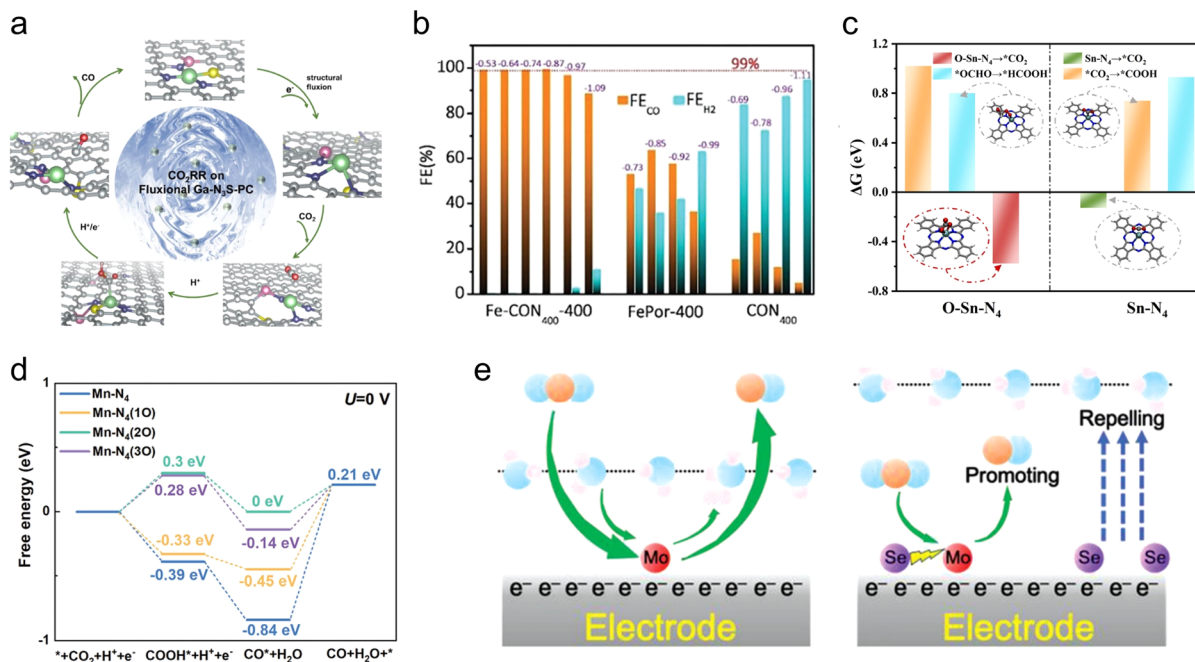 a
CO
structural
fluxion
e⁻
CO₂RR on
Fluxional Ga-N₃S-PC
CO₂
H⁺/e⁻
H⁺
b
FE(%)
100
80
60
40
20
0
-0.53
-0.64
-0.74
-0.87
-0.97
-1.09
99%
FE_CO
FE_H2
-0.73
-0.85
-0.92
-0.99
-0.69
-0.78
-0.96
-1.11
Fe-CON₄₀₀-400
FePor-400
CON₄₀₀
c
ΔG (eV)
1.2
0.8
0.4
0.0
-0.4
-0.8
O-Sn-N₄→*CO₂
*OCHO→*HCOOH
Sn-N₄→*CO₂
*CO₂→*COOH
O-Sn-N₄
Sn-N₄
d
Free energy (eV)
1
0
-1
Mn-N₄
Mn-N₄(1O)
Mn-N₄(2O)
Mn-N₄(3O)
U=0 V
0.3 eV
0.28 eV
-0.33 eV
-0.39 eV
0 eV
-0.14 eV
-0.45 eV
-0.84 eV
0.21 eV
*+CO₂+H⁺+e⁻
COOH*+H⁺+e⁻
CO*+H₂O
CO+H₂O+*
e
Mo
e⁻ e⁻ e⁻ e⁻ e⁻ e⁻ e⁻ e⁻ e⁻ e⁻
Electrode
Repelling
Promoting
Se
Mo
Se
Se
e⁻ e⁻ e⁻ e⁻ e⁻ e⁻ e⁻ e⁻ e⁻ e⁻
Electrode